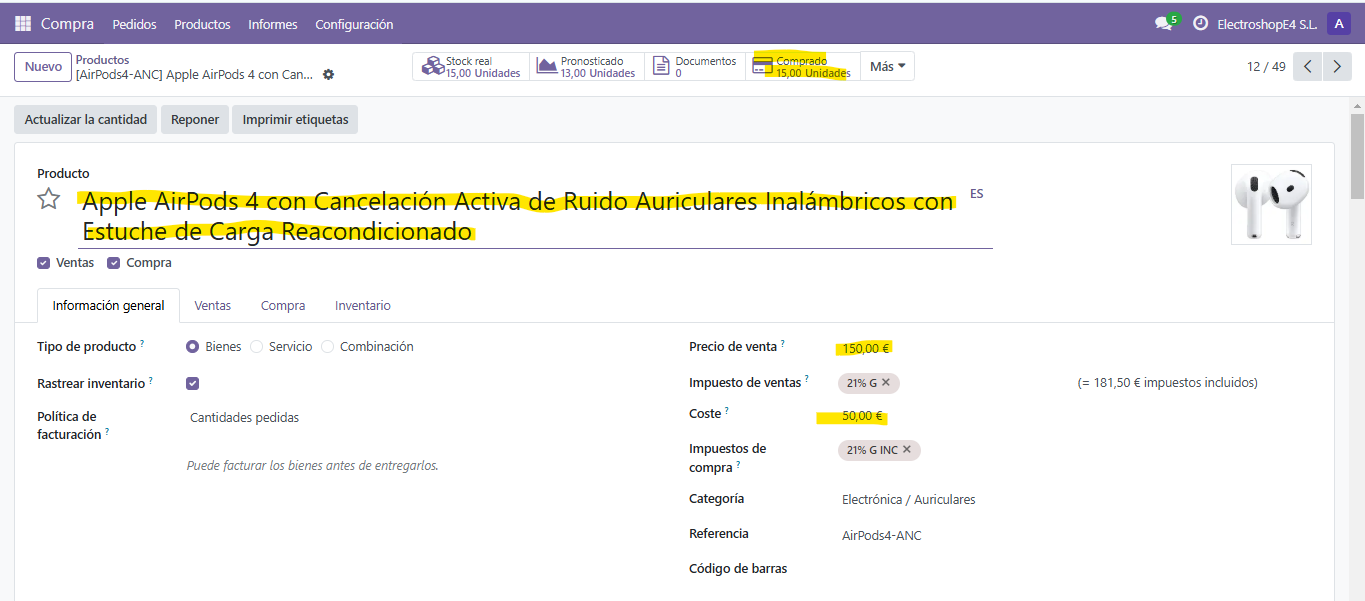 Compra Pedidos Productos Informes Configuración 5 ElectroshopE4 S.L. A
Nuevo Productos
[AirPods4-ANC] Apple AirPods 4 con Can...
Stock real
15,00 Unidades
Pronosticado
13,00 Unidades
Documentos
0
Comprado
15,00 Unidades
Más
12 / 49
Actualizar la cantidad Reponer Imprimir etiquetas
Producto
Apple AirPods 4 con Cancelación Activa de Ruido Auriculares Inalámbricos con ES
Estuche de Carga Reacondicionado
Ventas Compra
Información general Ventas Compra Inventario
Tipo de producto ? Bienes Servicio Combinación
Rastrear inventario ?
Política de
facturación ? Cantidades pedidas
Puede facturar los bienes antes de entregarlos.
Precio de venta ? 150,00 €
Impuesto de ventas ? 21% G ✕ (= 181,50 € impuestos incluidos)
Coste ? 50,00 €
Impuestos de
compra ? 21% G INC ✕
Categoría Electrónica / Auriculares
Referencia AirPods4-ANC
Código de barras